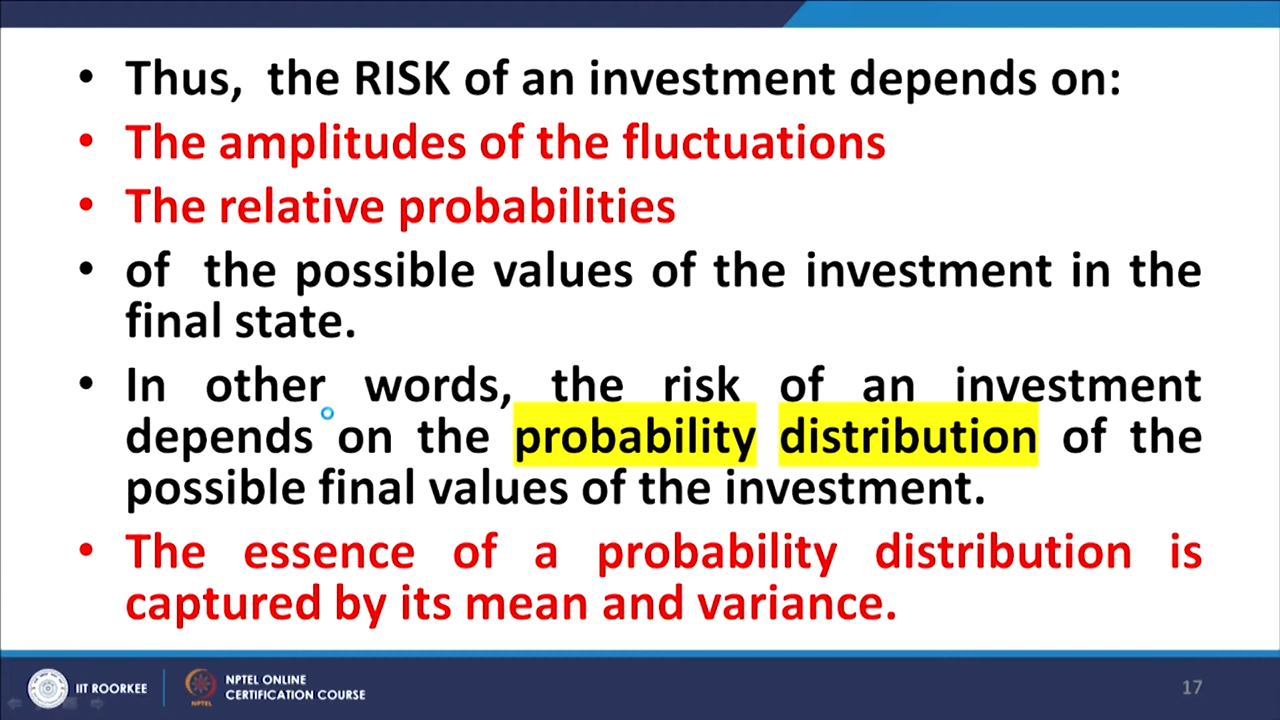 • Thus, the RISK of an investment depends on:
• The amplitudes of the fluctuations
• The relative probabilities
• of the possible values of the investment in the
final state.
• In other words, the risk of an investment
depends on the probability distribution of the
possible final values of the investment.
• The essence of a probability distribution is
captured by its mean and variance.
IIT ROORKEE
NPTEL
NPTEL ONLINE
CERTIFICATION COURSE
17